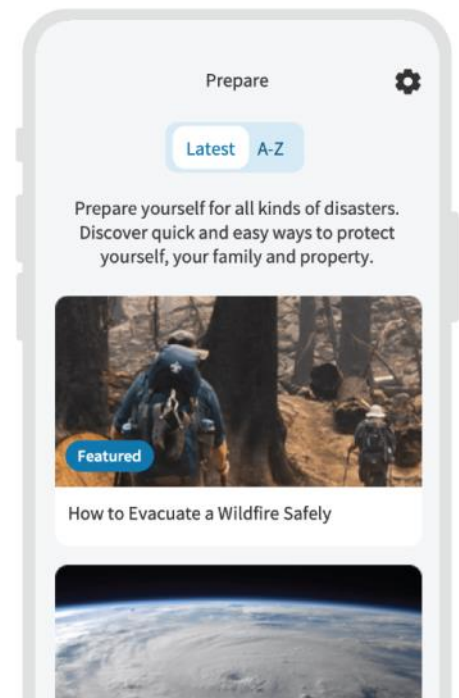 Prepare
Latest A-Z
Prepare yourself for all kinds of disasters.
Discover quick and easy ways to protect
yourself, your family and property.
Featured
How to Evacuate a Wildfire Safely